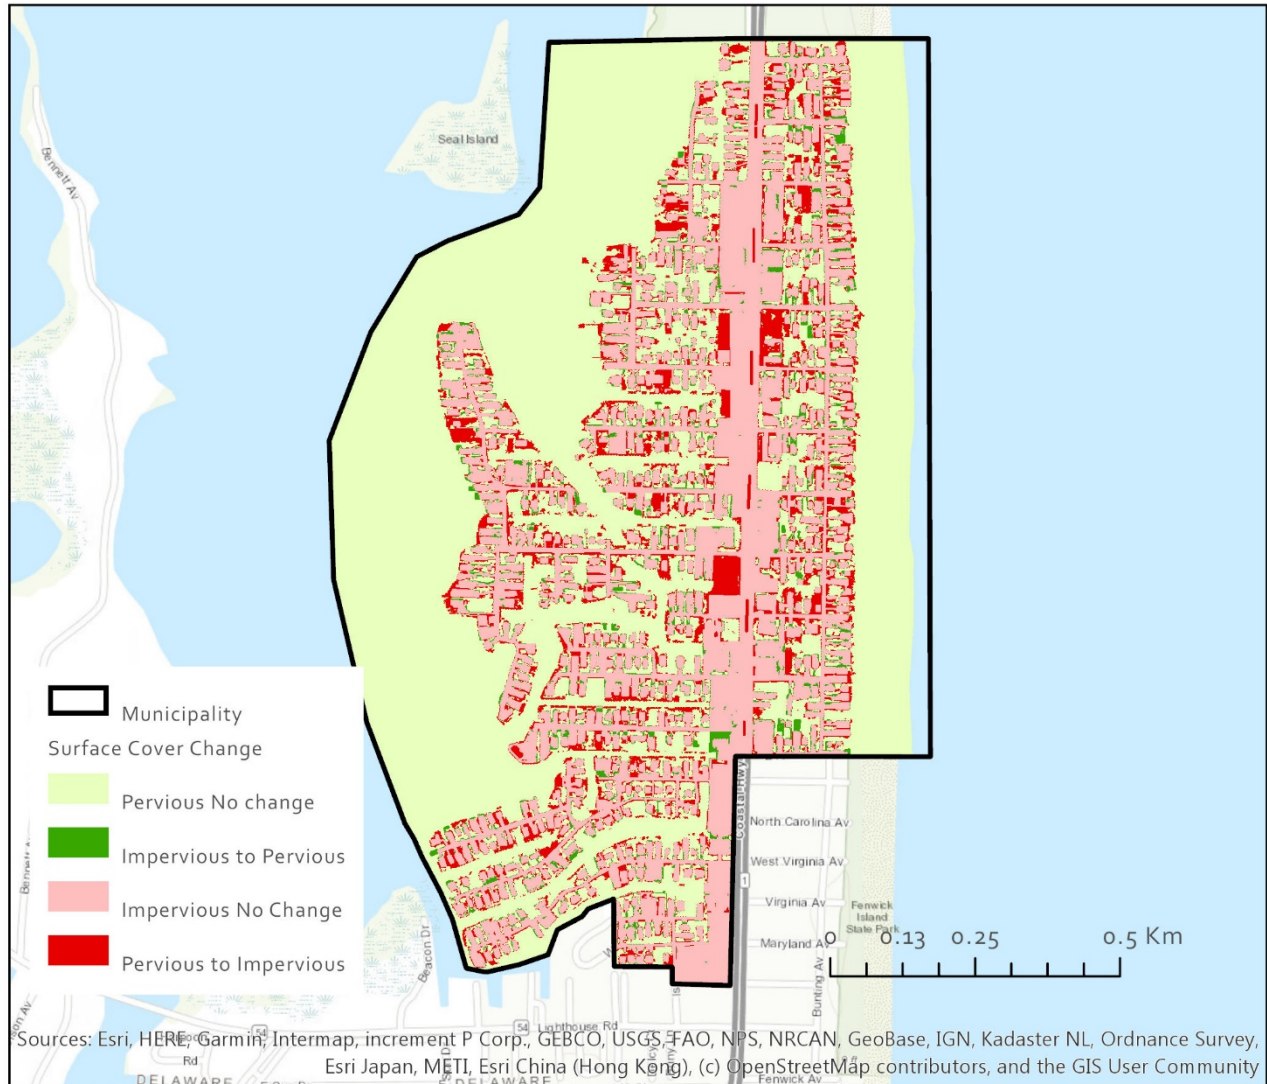 Bennett Av
Seal Island
Municipality
Surface Cover Change
Pervious No change
Impervious to Pervious
Impervious No Change
Pervious to Impervious
Coastal Hwy
North Carolina Av
West Virginia Av
1
Virginia Av
Fenwick
Island
State Park
Maryland Av
0 0.13 0.25 0.5 Km
Beacon Dr
Bunting Av
54
54 Lighthouse Rd
Sources: Esri, HERE, Garmin, Intermap, increment P Corp., GEBCO, USGS, FAO, NPS, NRCAN, GeoBase, IGN, Kadaster NL, Ordnance Survey,
Rd
Esri Japan, METI, Esri China (Hong Kong), (c) OpenStreetMap contributors, and the GIS User Community
DELAWARE
DELAWARE
Fenwick Av